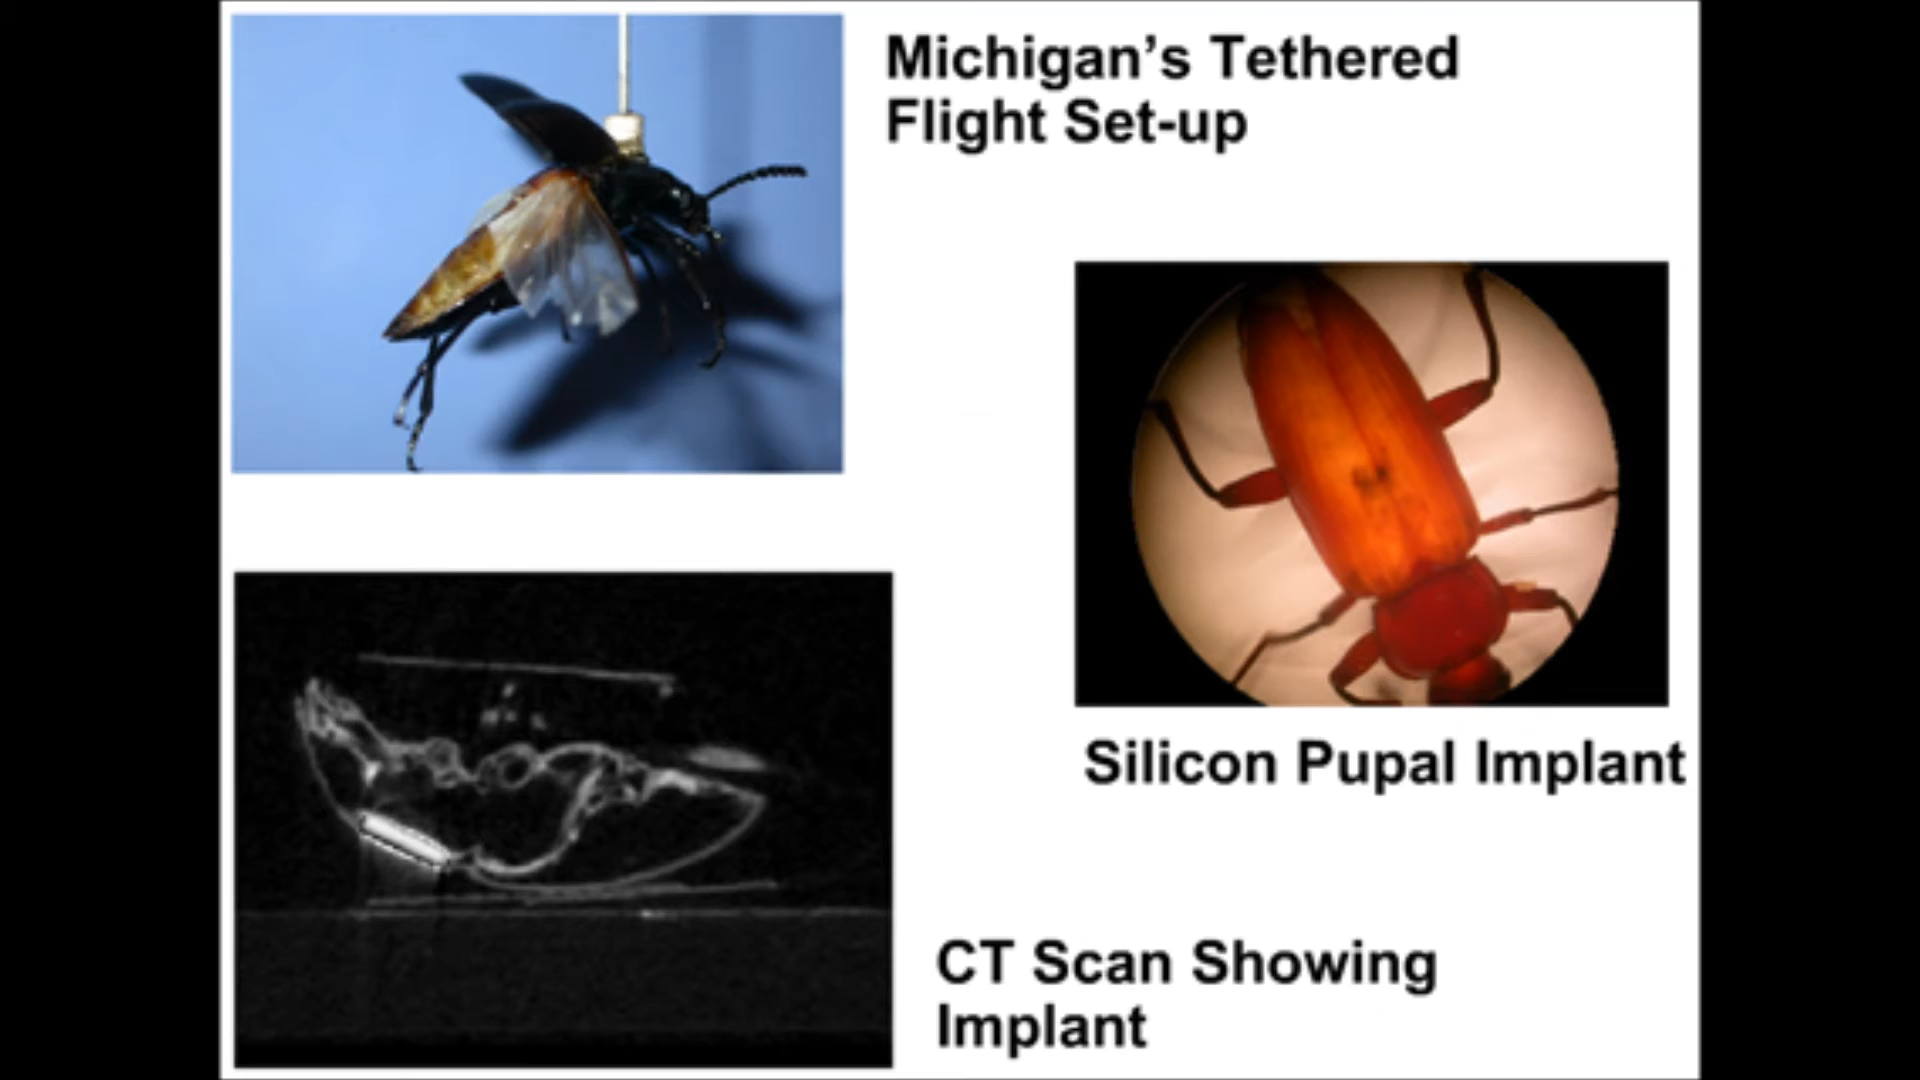 Michigan’s Tethered
Flight Set-up
Silicon Pupal Implant
CT Scan Showing
Implant